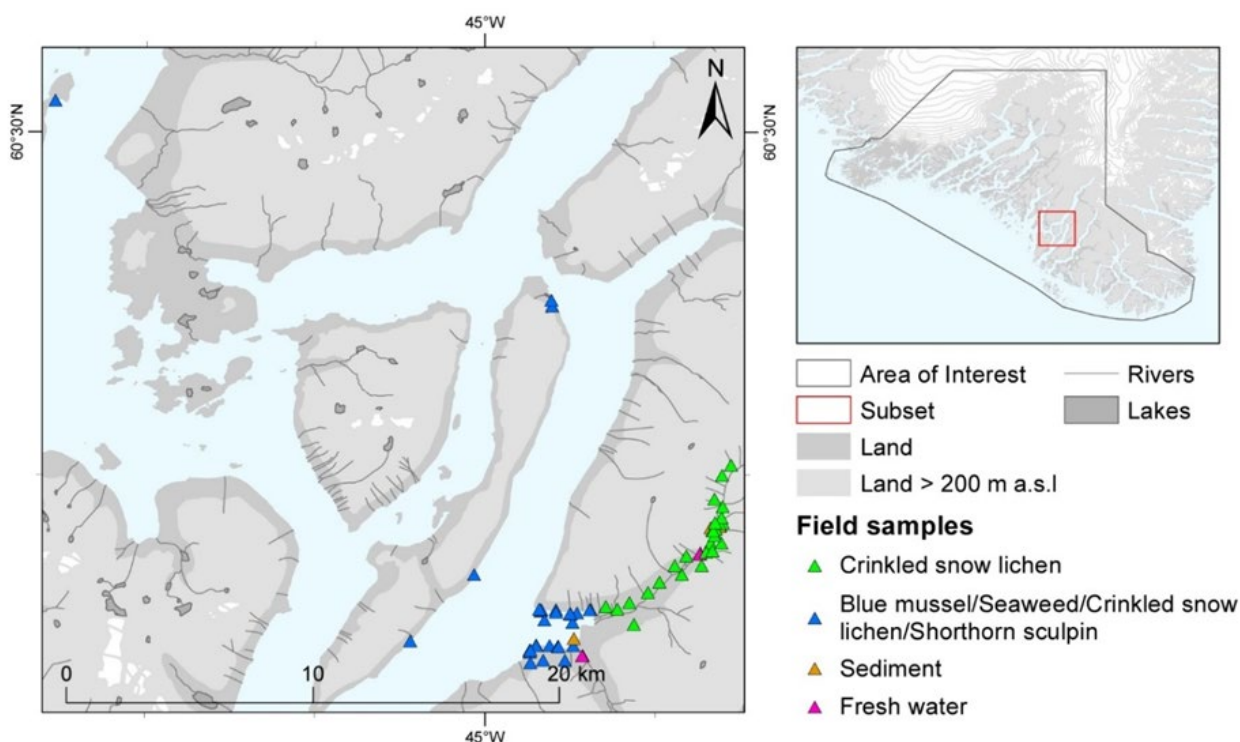 45°W
60°30'N
N
60°30'N
0 10 20 km
45°W
Area of Interest
Rivers
Subset
Lakes
Land
Land > 200 m a.s.l
Field samples
Crinkled snow lichen
Blue mussel/Seaweed/Crinkled snow
lichen/Shorthorn sculpin
Sediment
Fresh water